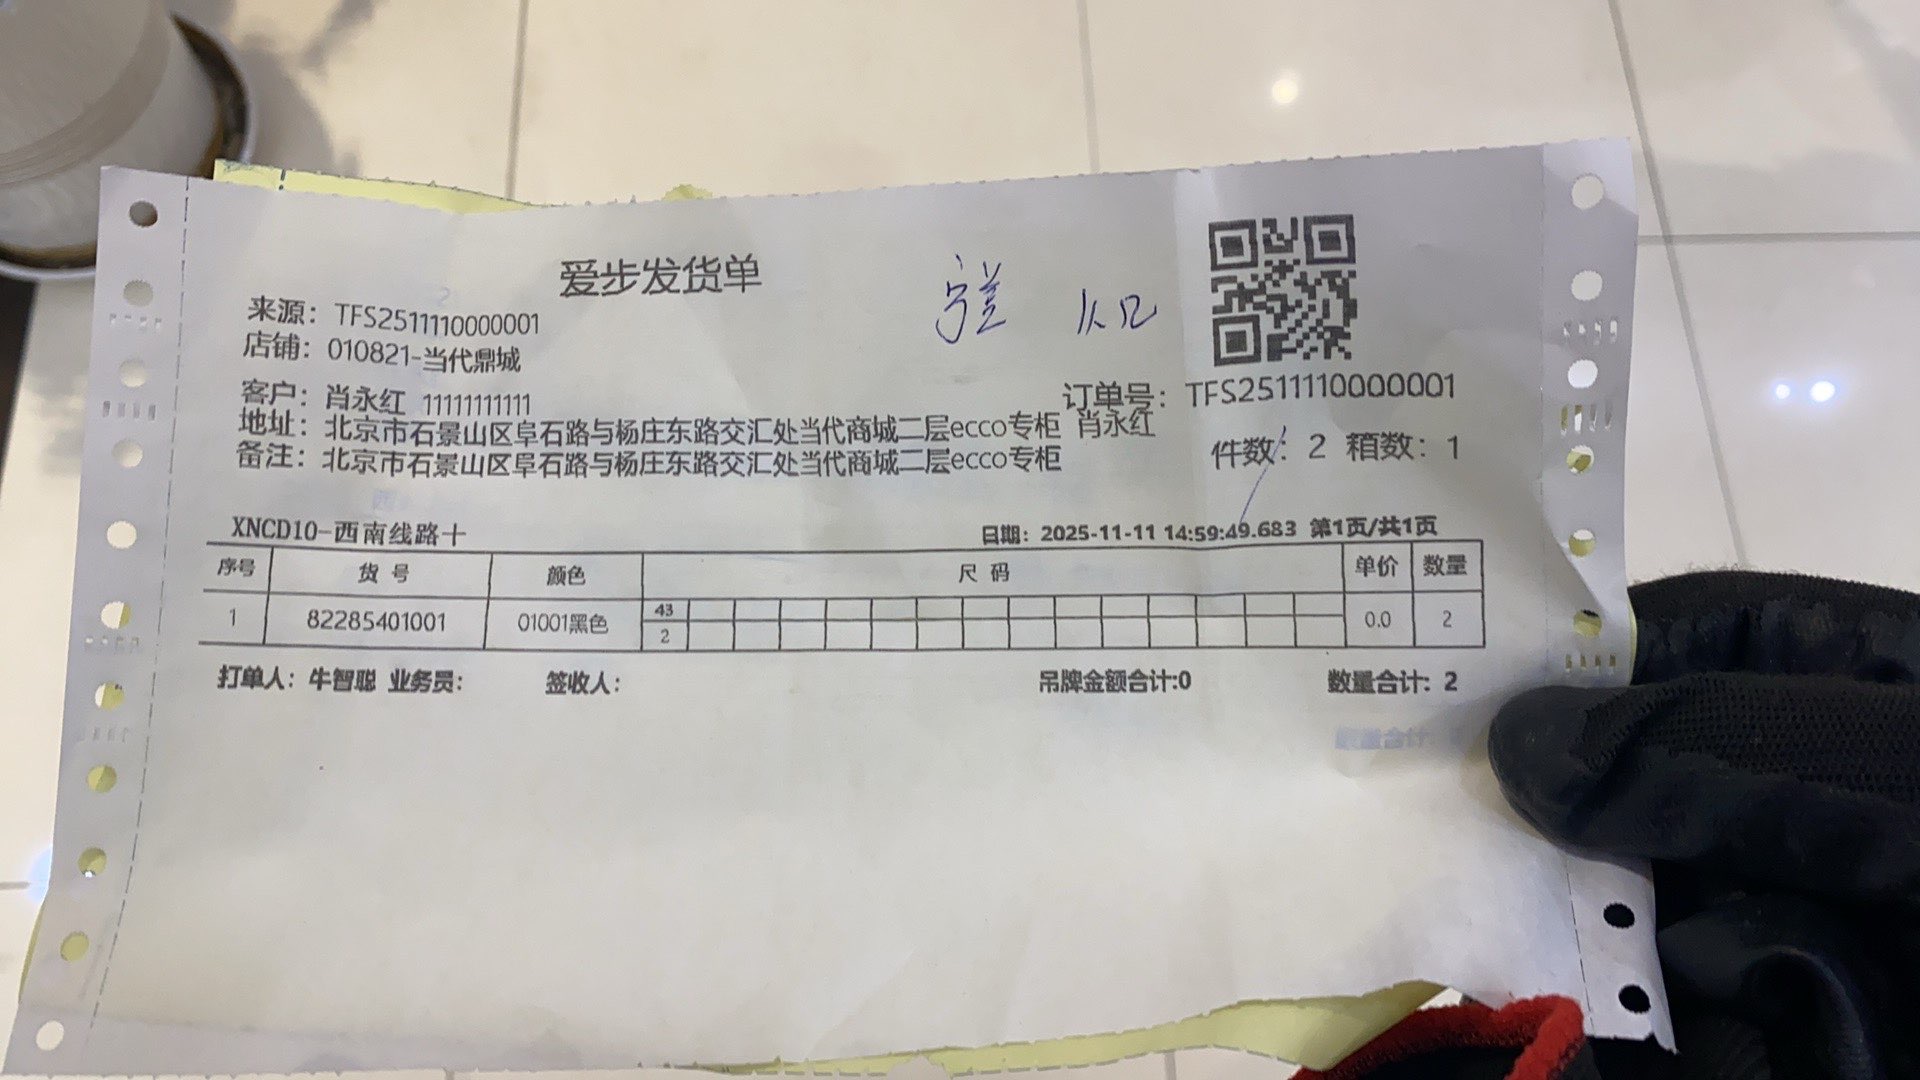 爱步发货单
来源：TFS2511110000001
店铺：010821-当代鼎城
客户：肖永红 11111111111
订单号：TFS2511110000001
地址：北京市石景山区阜石路与杨庄东路交汇处当代商城二层ecco专柜 肖永红
备注：北京市石景山区阜石路与杨庄东路交汇处当代商城二层ecco专柜
件数：2 箱数：1
XNCD10-西南线路十
日期：2025-11-11 14:59:49.683 第1页/共1页
序号 货号 颜色 尺码 单价 数量
43
1 82285401001 01001黑色 0.0 2
2
打单人：牛智聪 业务员： 签收人： 吊牌金额合计:0 数量合计：2